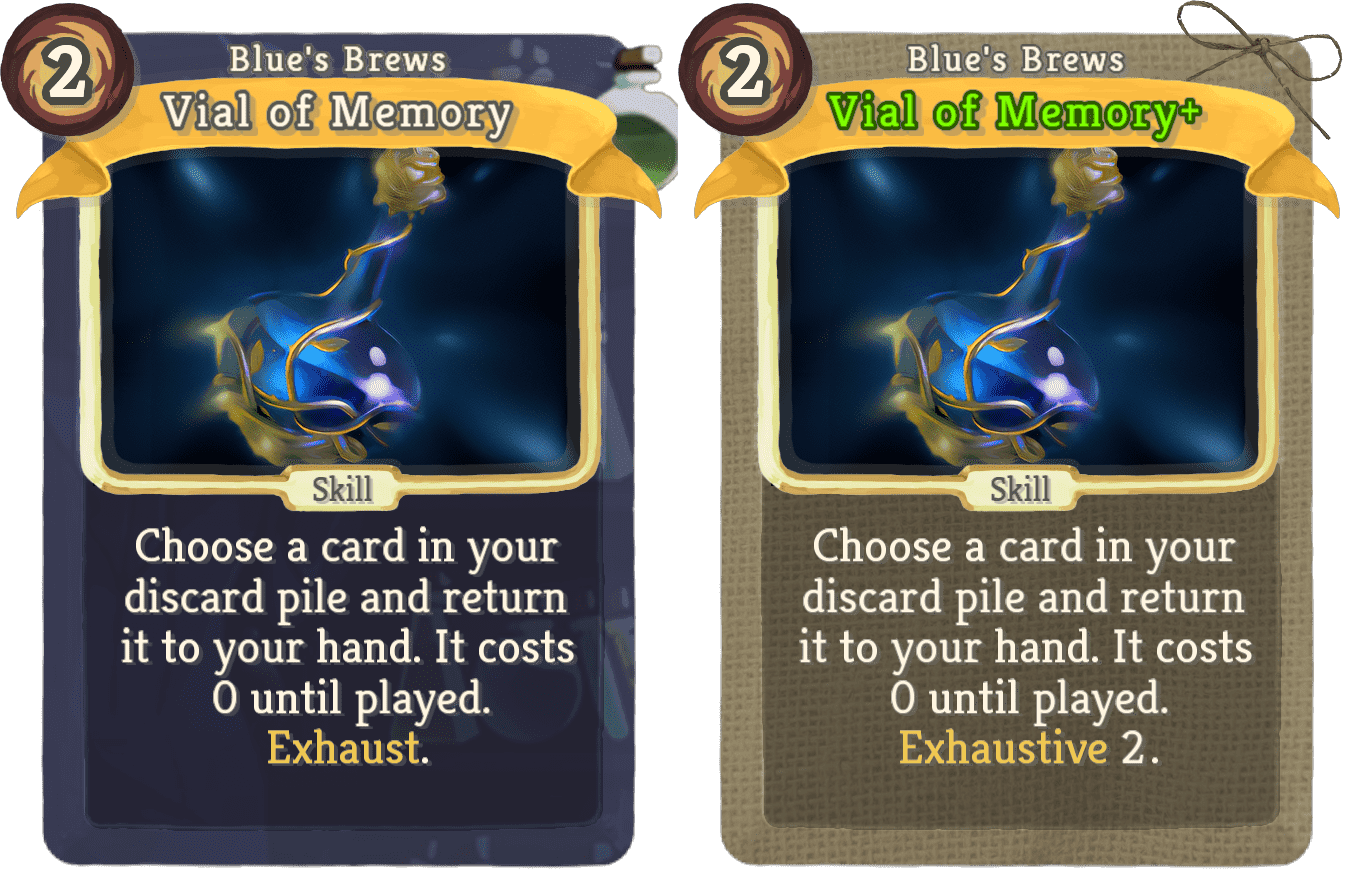 2
Blue's Brews
Vial of Memory
Skill
Choose a card in your
discard pile and return
it to your hand. It costs
0 until played.
Exhaust.
2
Blue's Brews
Vial of Memory+
Skill
Choose a card in your
discard pile and return
it to your hand. It costs
0 until played.
Exhaustive 2.